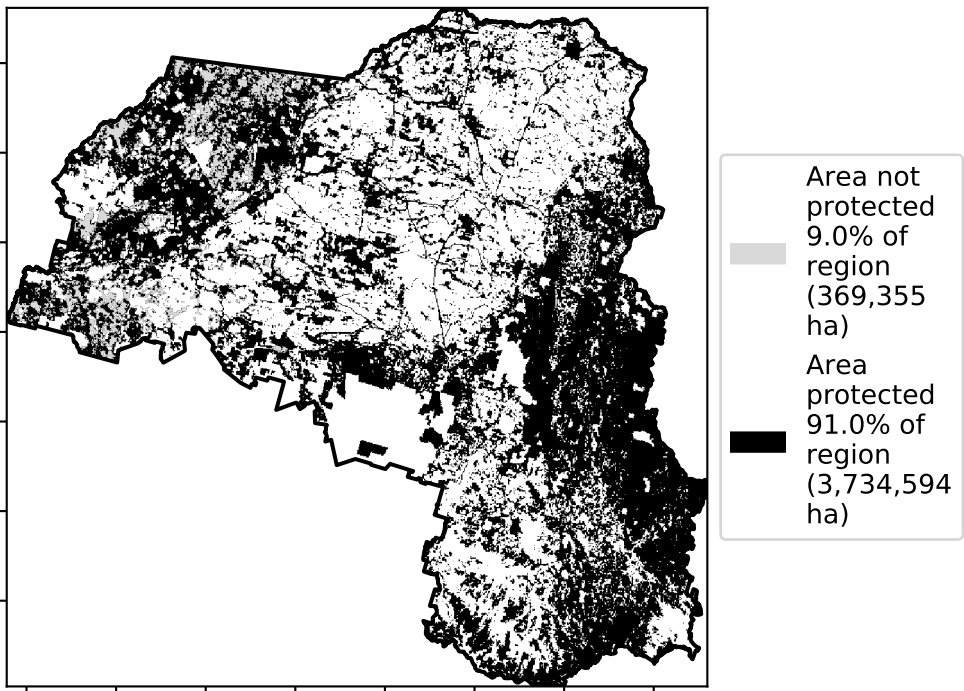 Area not
protected
9.0% of
region
(369,355
ha)
Area
protected
91.0% of
region
(3,734,594
ha)